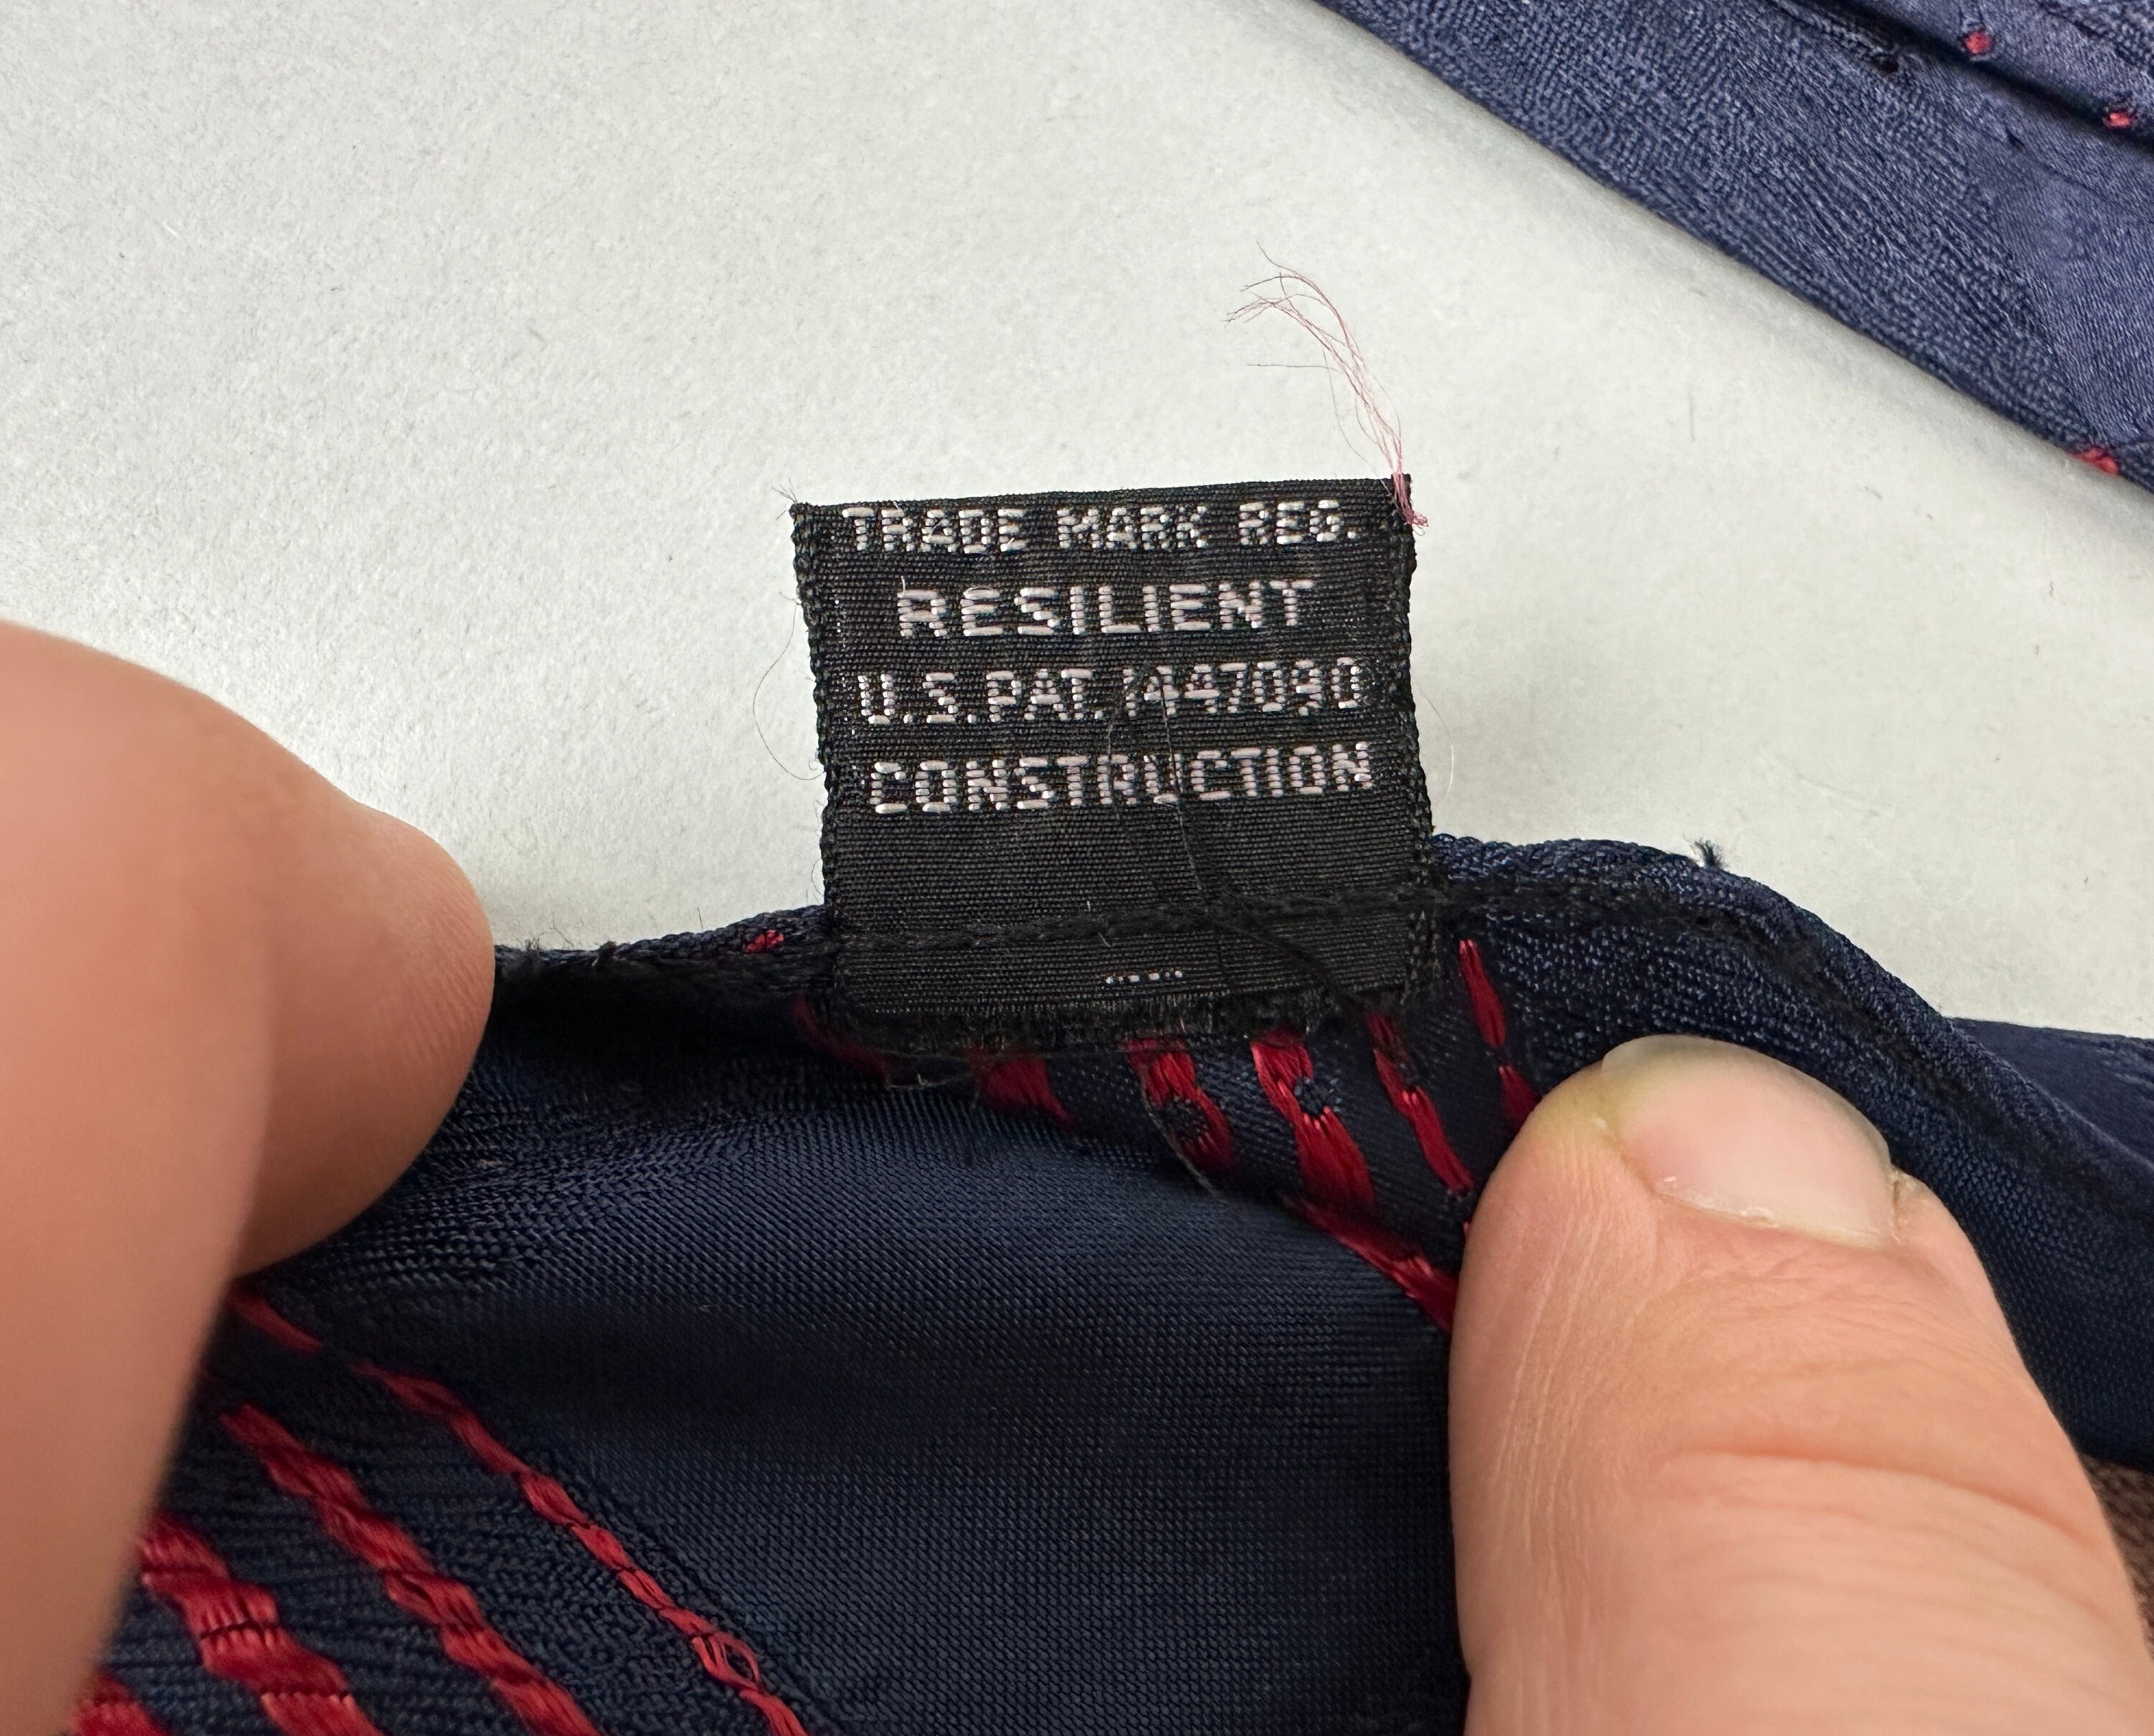 TRADE MARK REG.
RESILIENT
U.S.PAT.1447090
CONSTRUCTION